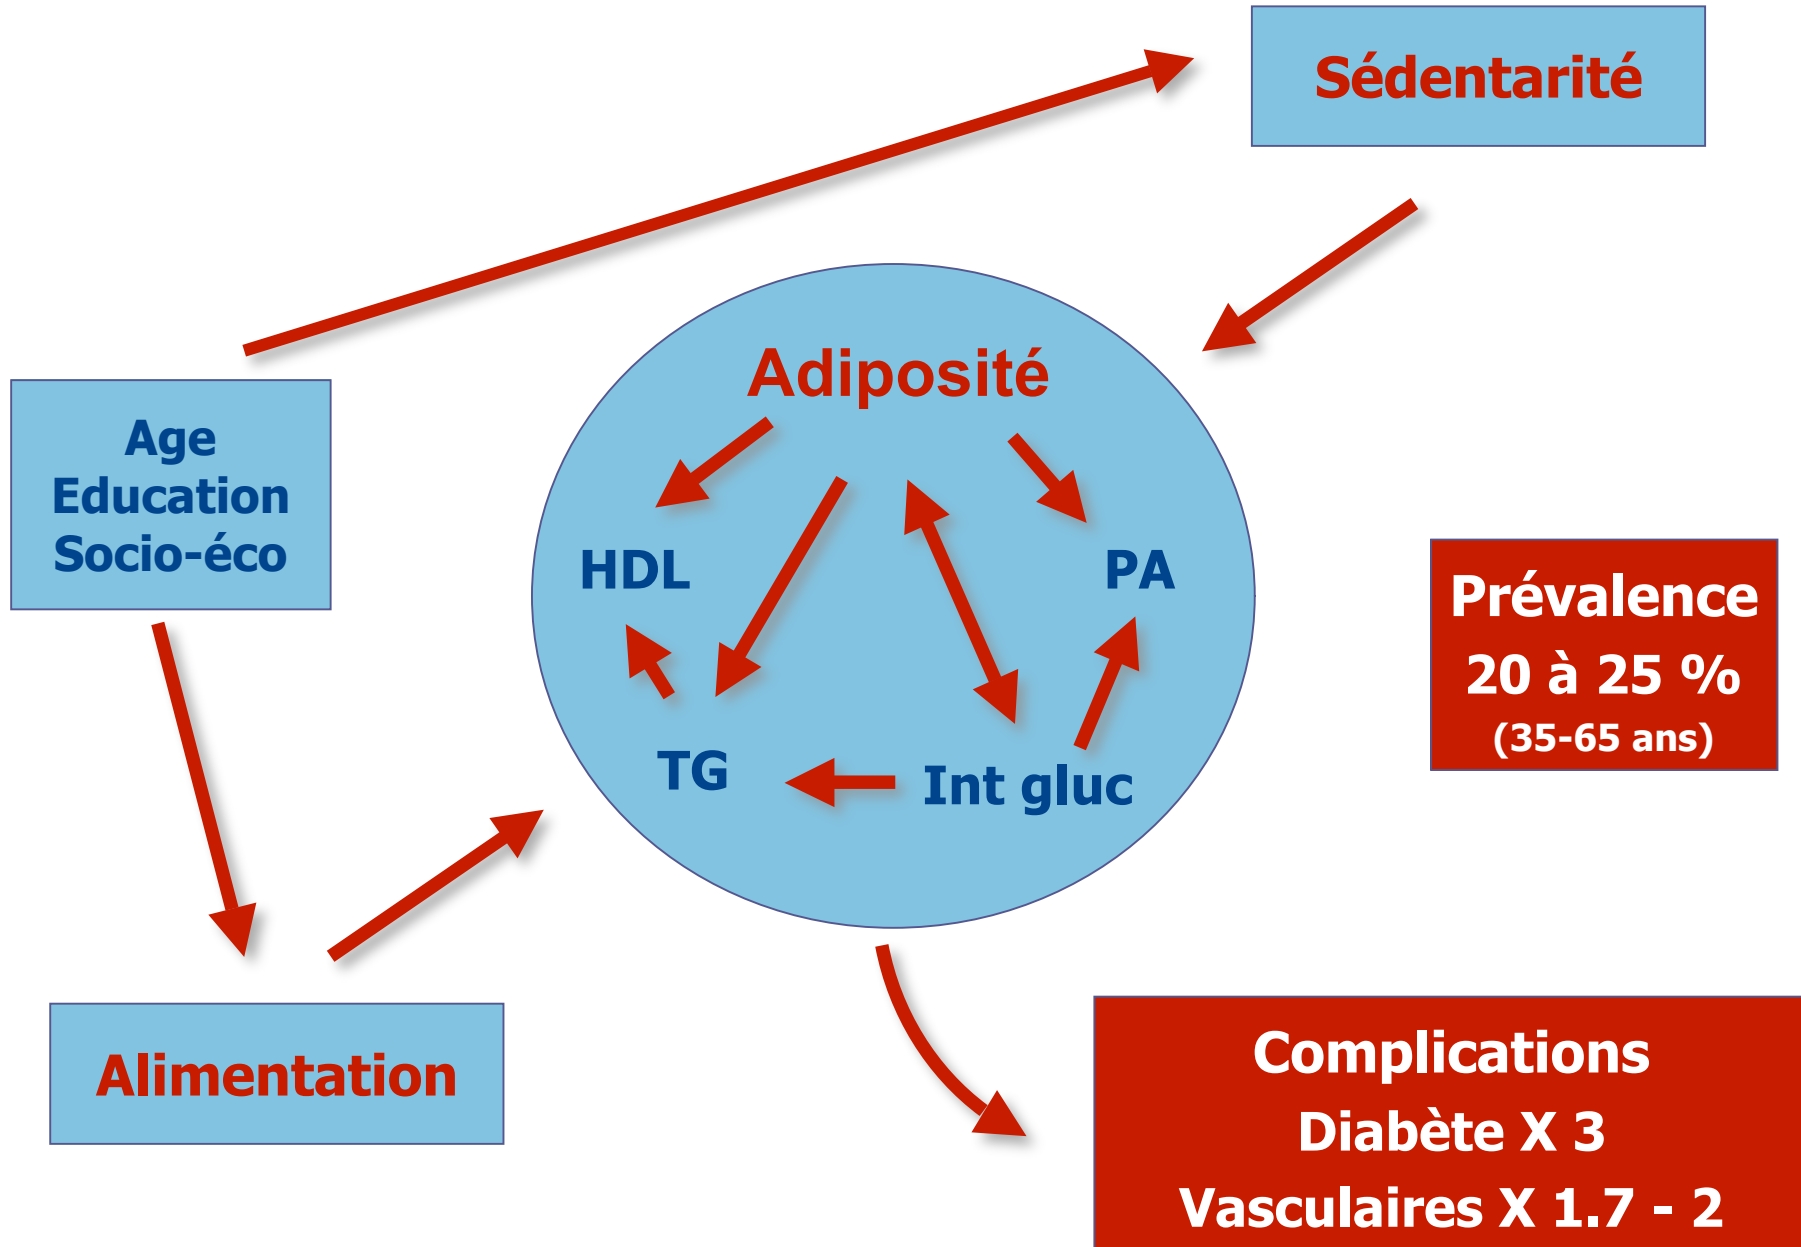 Sédentarité
Adiposité
Age
Education
Socio-éco
HDL
PA
Prévalence
20 à 25 %
(35-65 ans)
TG
Int gluc
Alimentation
Complications
Diabète X 3
Vasculaires X 1.7 - 2